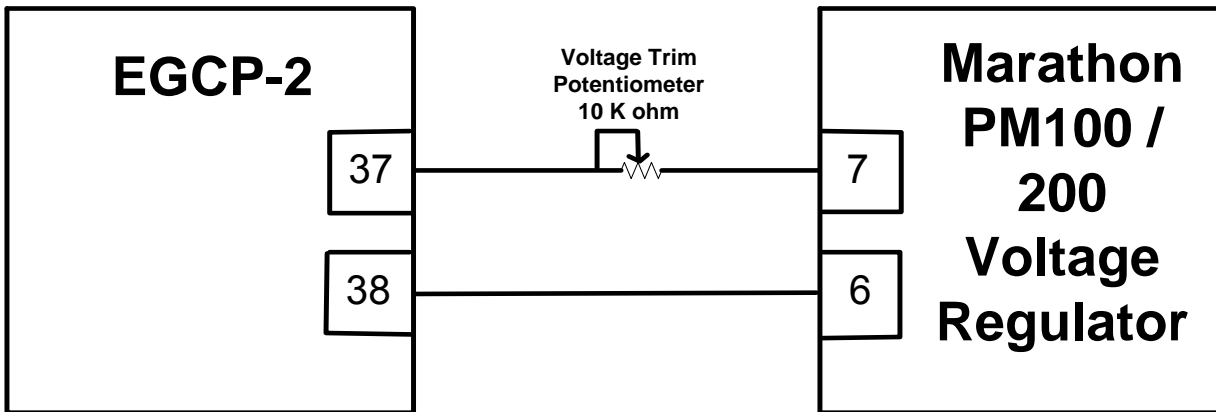 EGCP-2
Voltage Trim
Potentiometer
10 K ohm
Marathon
PM100 /
200
Voltage
Regulator
37
7
38
6